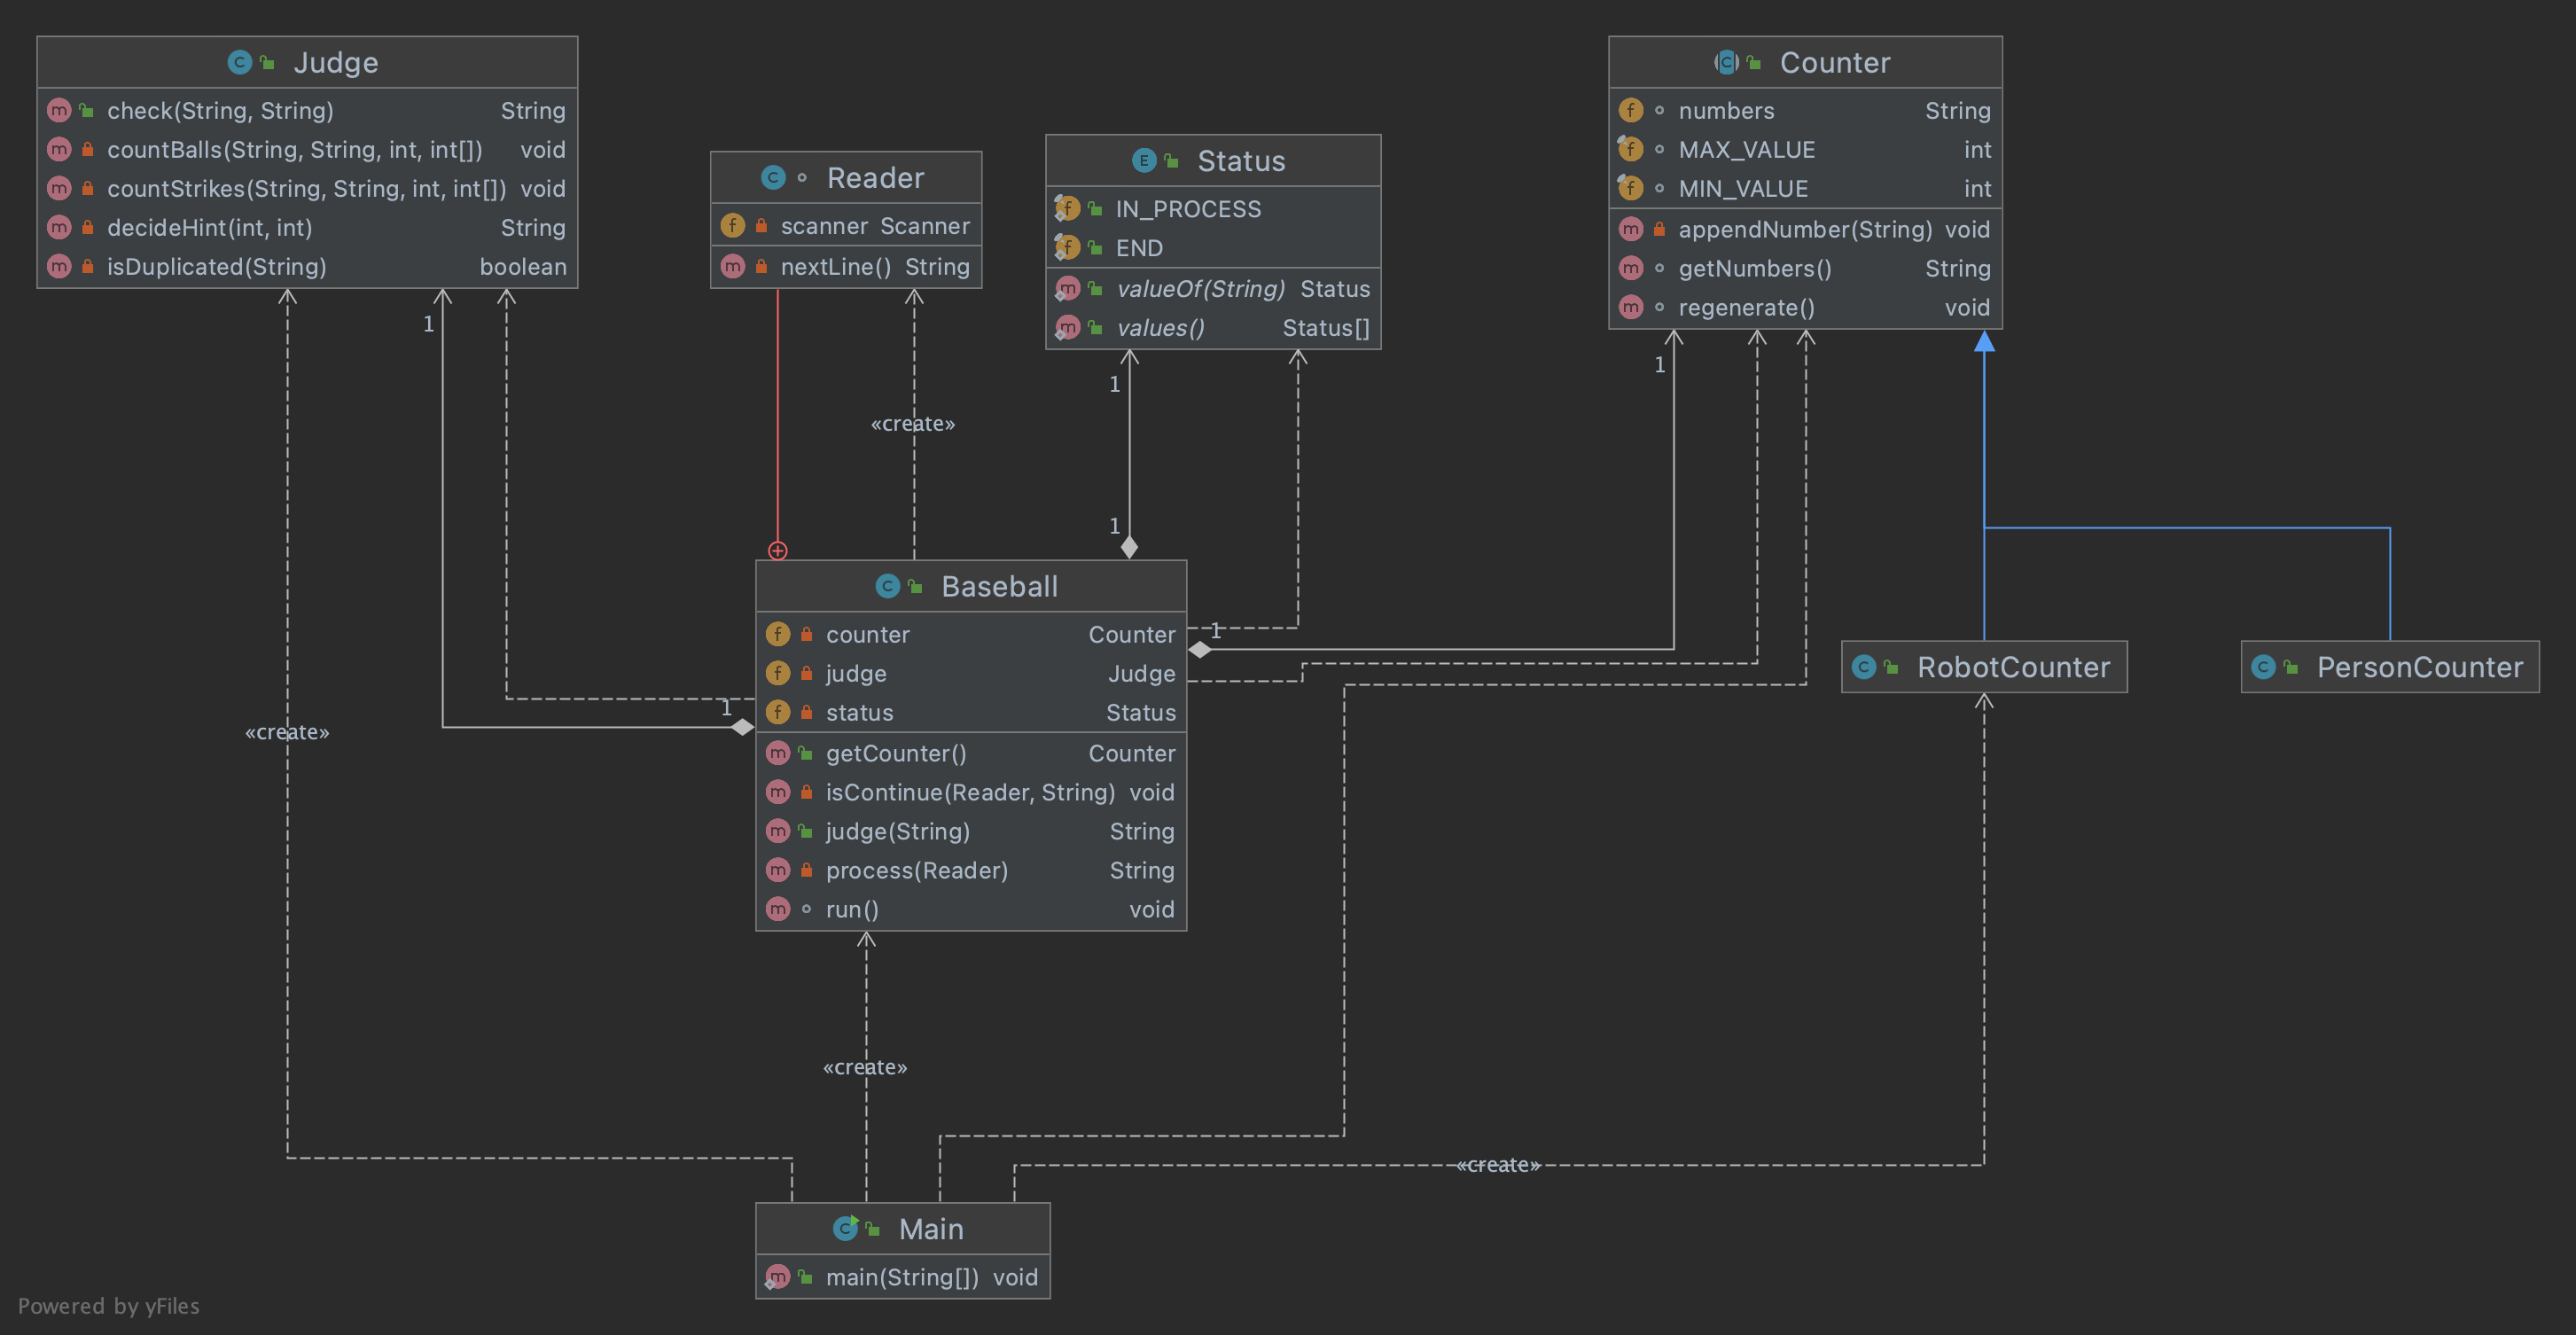 Judge
check(String, String) String
countBalls(String, String, int, int[]) void
countStrikes(String, String, int, int[]) void
decideHint(int, int) String
isDuplicated(String) boolean
Reader
scanner Scanner
nextLine() String
Status
IN_PROCESS
END
valueOf(String) Status
values() Status[]
Counter
numbers String
MAX_VALUE int
MIN_VALUE int
appendNumber(String) void
getNumbers() String
regenerate() void
1
1
1
«create»
1
1
1
«create»
Baseball
counter Counter
judge Judge
status Status
getCounter() Counter
isContinue(Reader, String) void
judge(String) String
process(Reader) String
run() void
RobotCounter
PersonCounter
«create»
«create»
Main
main(String[]) void
Powered by yFiles